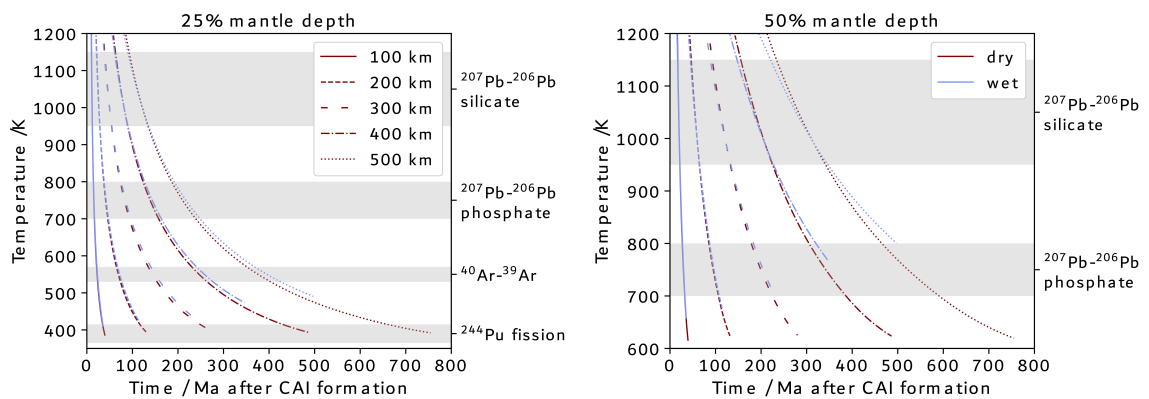 25% mantle depth
1200
1100
1000
900
800
700
600
500
400
Temperature /K
100 km
200 km
300 km
400 km
500 km
207Pb-206Pb
silicate
207Pb-206Pb
phosphate
40Ar-39Ar
244Pu fission
0 100 200 300 400 500 600 700 800
Time /Ma after CAI formation
50% mantle depth
1200
1100
1000
900
800
700
600
Temperature /K
dry
wet
207Pb-206Pb
silicate
207Pb-206Pb
phosphate
0 100 200 300 400 500 600 700 800
Time /Ma after CAI formation